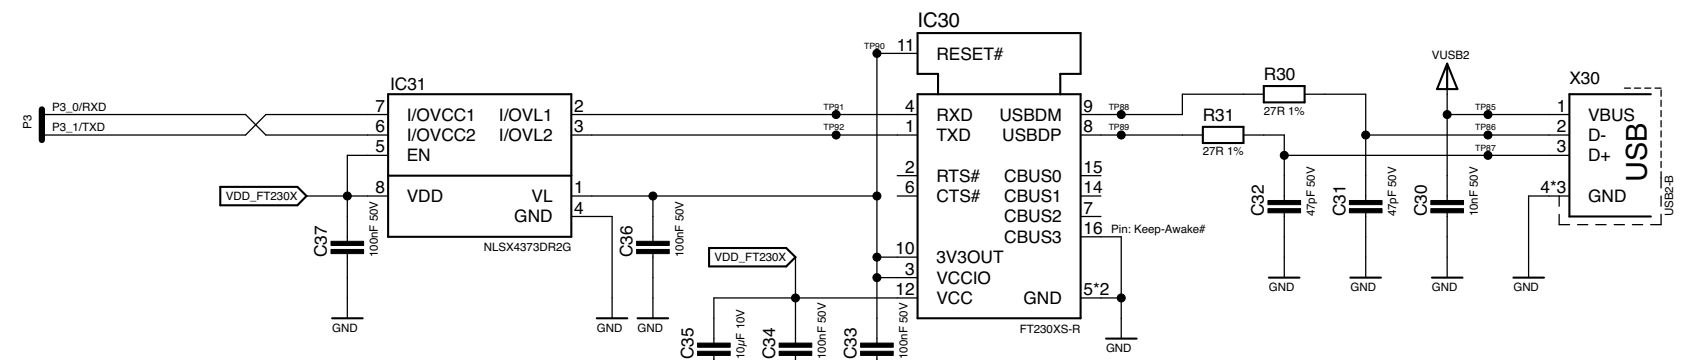 IC30
TP90 11 RESET#
IC31
P3
P3_0/RXD
P3_1/TXD
7 I/OVCC1 I/OVL1 2
6 I/OVCC2 I/OVL2 3
5 EN
8 VDD VL 1
GND 4
NLSX4373DR2G
VDD_FT230X
C37 100nF 50V
GND
GND
C36 100nF 50V
GND
TP91
TP92
4 RXD USBDM 9
1 TXD USBDP 8
2 RTS# CBUS0 15
6 CTS# CBUS1 14
CBUS2 7
CBUS3 16 Pin: Keep-Awake#
10 3V3OUT
3 VCCIO
12 VCC GND 5*2
FT230XS-R
VDD_FT230X
C35 10µF 10V
C34 100nF 50V
C33 100nF 50V
GND
TP88
TP89
R30
27R 1%
R31
27R 1%
C32 47pF 50V
C31 47pF 50V
C30 10nF 50V
GND
GND
GND
GND
VUSB2
TP85
TP86
TP87
X30
1 VBUS
2 D-
3 D+
4*3 GND
USB
USB2-B